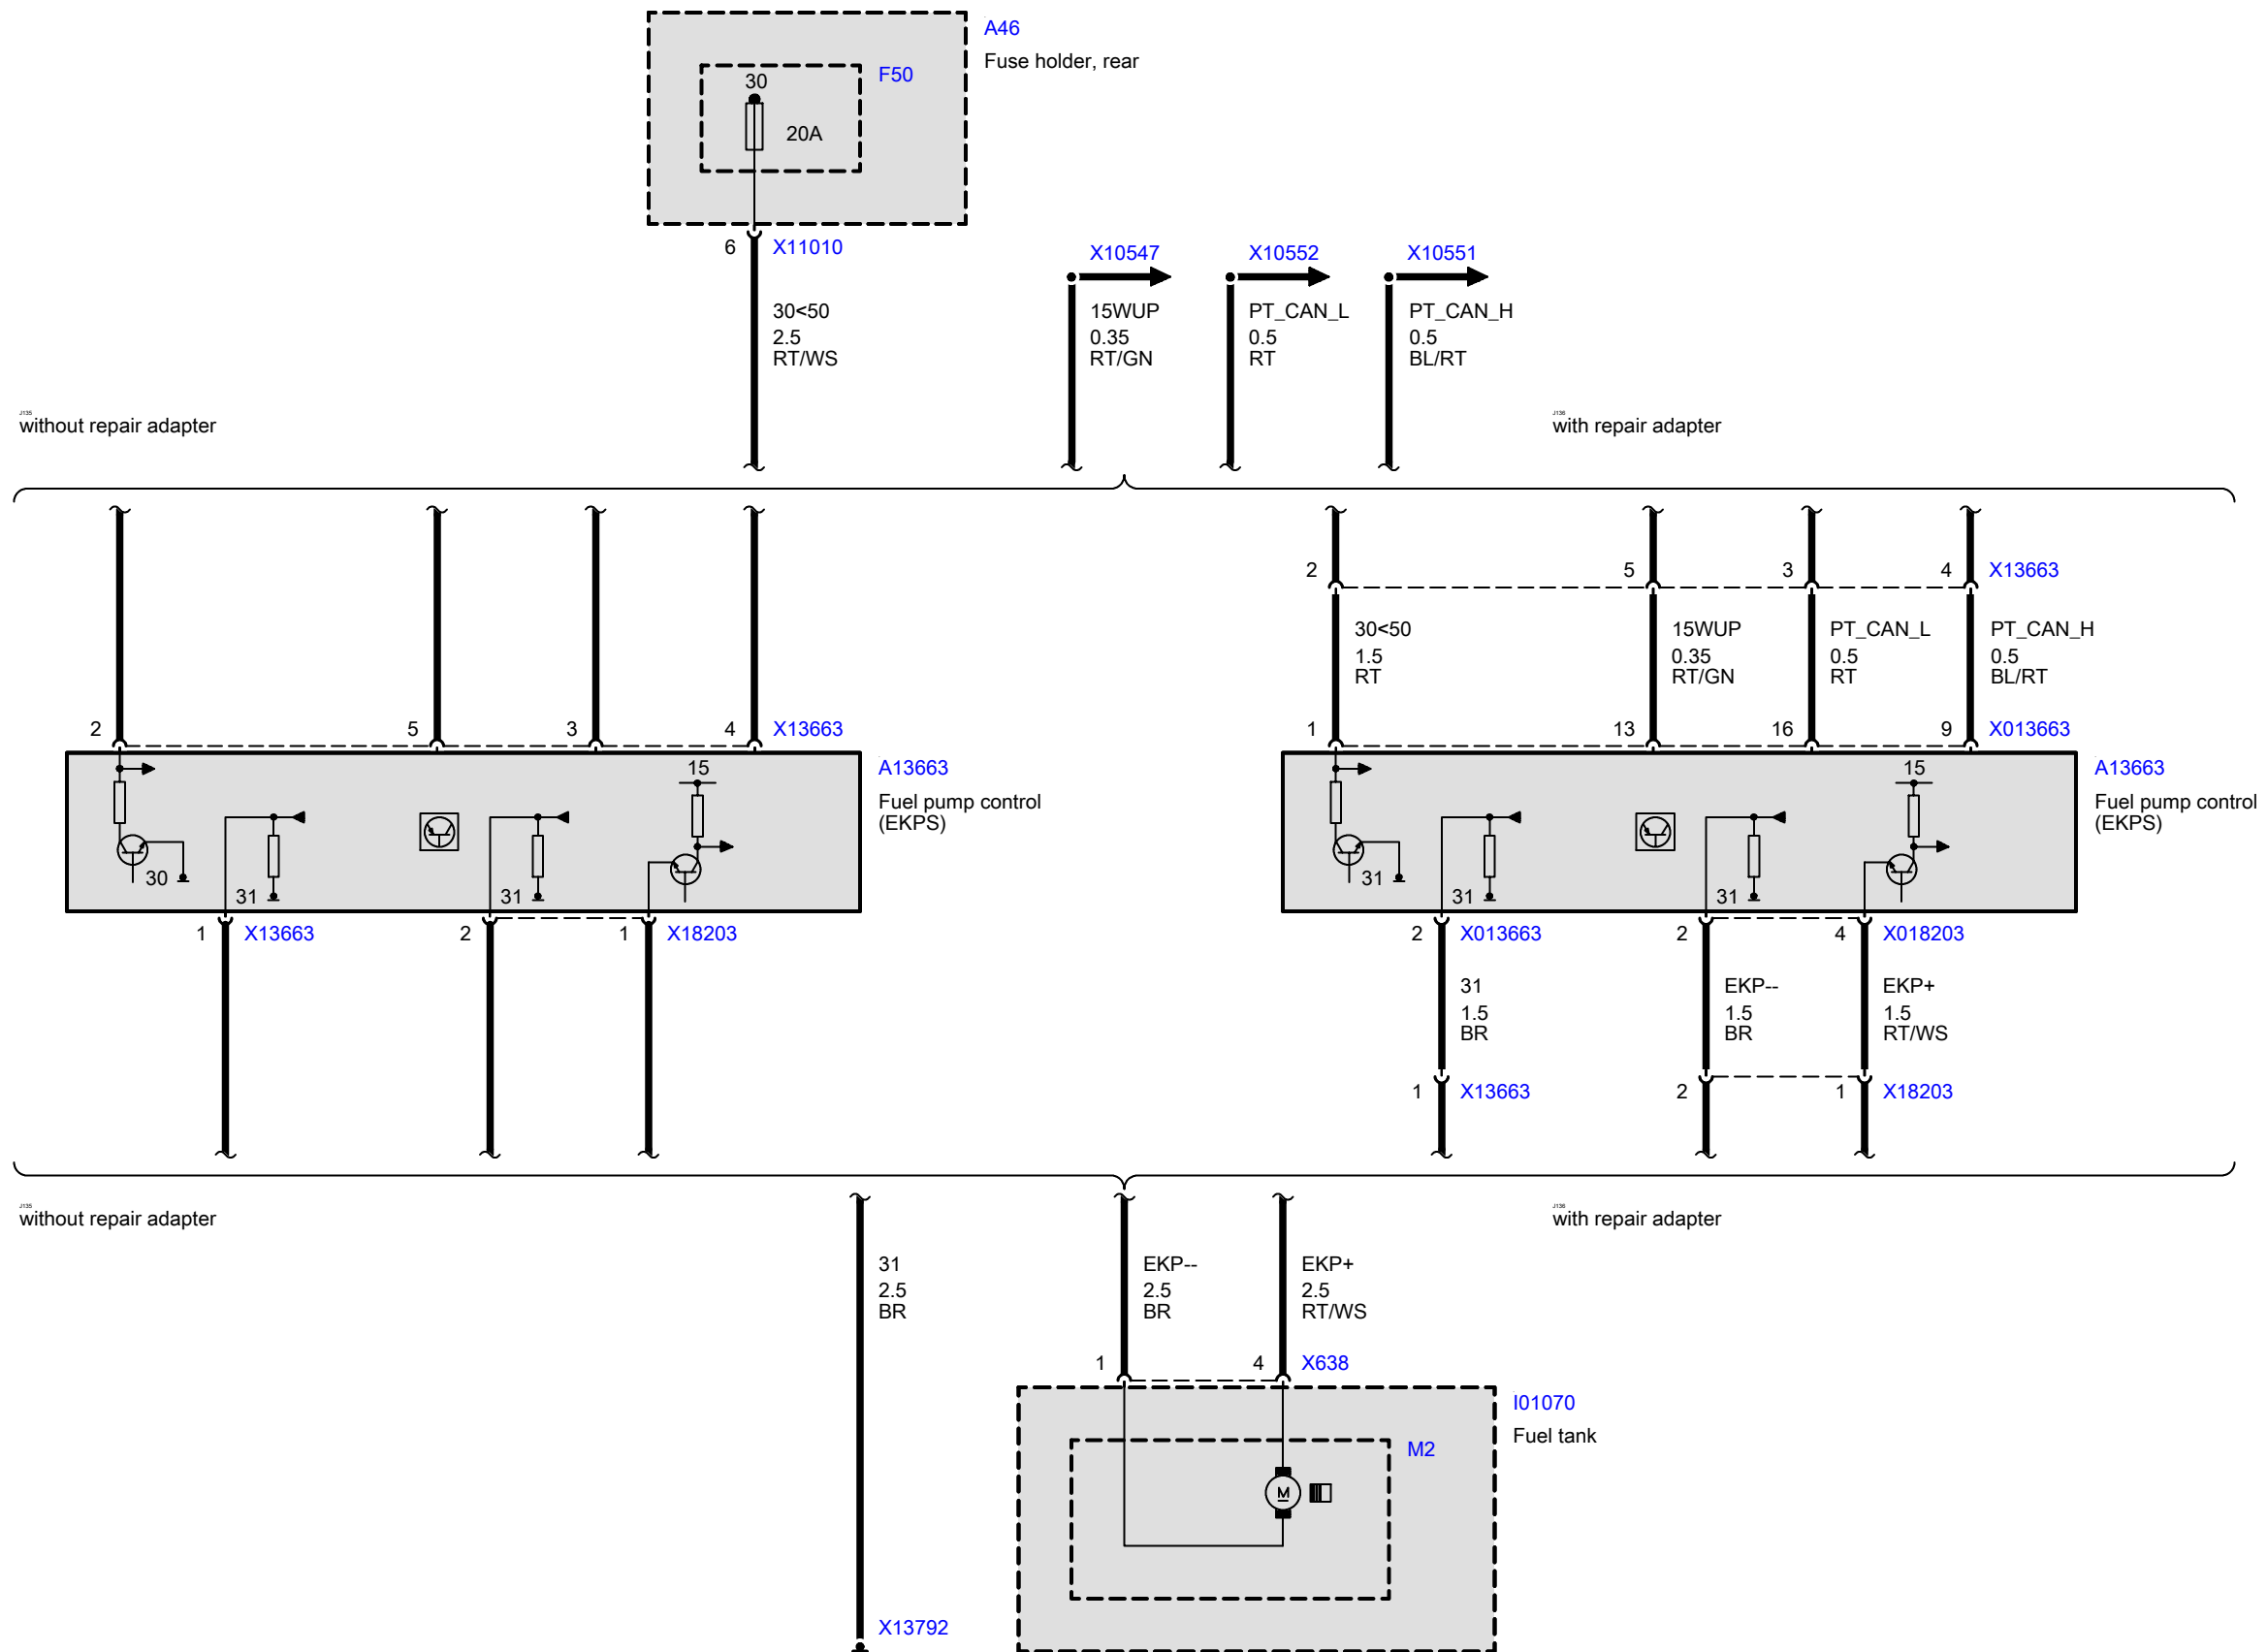 A46
Fuse holder, rear
F50
30
20A
6 X11010
X10547 X10552 X10551
30<50
2.5
RT/WS
15WUP
0.35
RT/GN
PT_CAN_L
0.5
RT
PT_CAN_H
0.5
BL/RT
J135
without repair adapter
J136
with repair adapter
2 5 3 4 X13663
30<50
1.5
RT
15WUP
0.35
RT/GN
PT_CAN_L
0.5
RT
PT_CAN_H
0.5
BL/RT
2 5 3 4 X13663
1 13 16 9 X013663
15
30
31
31
A13663
Fuel pump control
(EKPS)
15
31
31
31
A13663
Fuel pump control
(EKPS)
1 X13663
2 1 X18203
2 X013663
2 4 X018203
31
1.5
BR
EKP--
1.5
BR
EKP+
1.5
RT/WS
1 X13663
2 1 X18203
J135
without repair adapter
J136
with repair adapter
31
2.5
BR
EKP--
2.5
BR
EKP+
2.5
RT/WS
1 4 X638
I01070
Fuel tank
M2
M
X13792